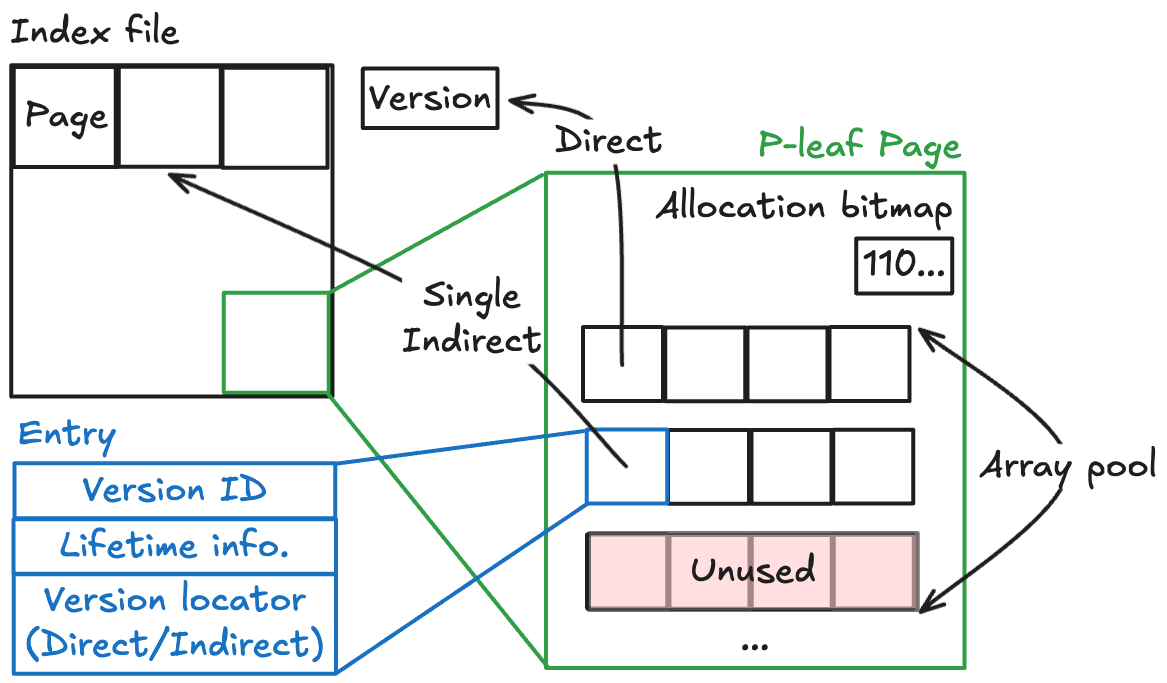 Index file
Page
Version
Direct
P-leaf Page
Allocation bitmap
110...
Single
Indirect
Array pool
Entry
Version ID
Lifetime info.
Version locator
(Direct/Indirect)
Unused
...